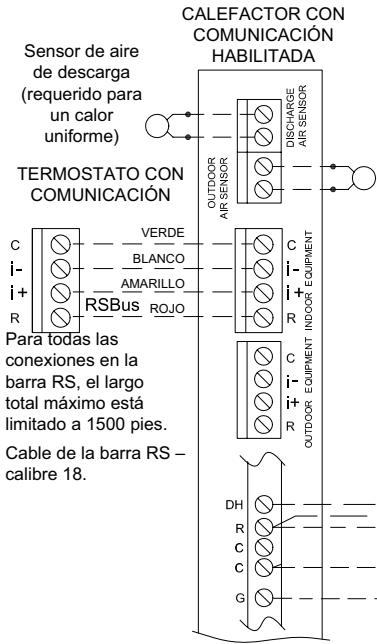 CALEFACTOR CON
COMUNICACIÓN
HABILITADA
Sensor de aire
de descarga
(requerido para
un calor
uniforme)
DISCHARGE
AIR SENSOR
OUTDOOR
AIR SENSOR
TERMOSTATO CON
COMUNICACIÓN
C VERDE C
i- BLANCO i-
i+ AMARILLO i+
R RSBus ROJO R
INDOOR EQUIPMENT
Para todas las
conexiones en la
barra RS, el largo
total máximo está
limitado a 1500 pies.
Cable de la barra RS –
calibre 18.
C
i-
i+
R
OUTDOOR EQUIPMENT
DH
R
C
C
G